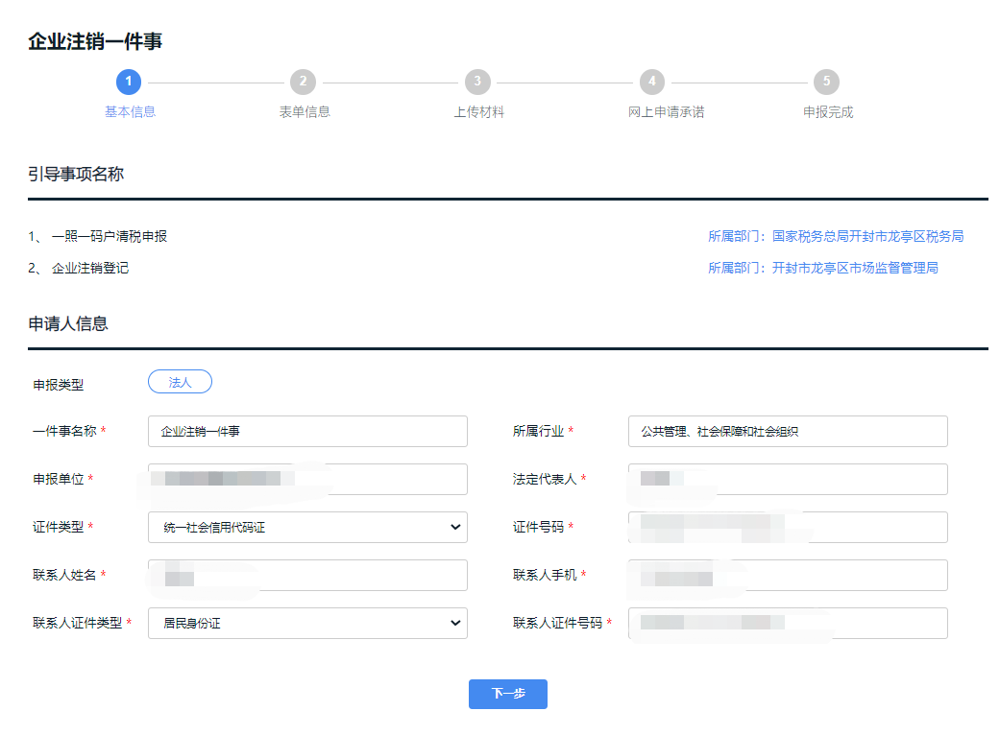 企业注销一件事
1 2 3 4 5
基本信息 表单信息 上传材料 网上申请承诺 申报完成
引导事项名称
1、 一照一码户清税申报 所属部门：国家税务总局开封市龙亭区税务局
2、 企业注销登记 所属部门：开封市龙亭区市场监督管理局
申请人信息
申报类型 法人
一件事名称 * 企业注销一件事 所属行业 * 公共管理、社会保障和社会组织
申报单位 * 法定代表人 *
证件类型 * 统一社会信用代码证 证件号码 *
联系人姓名 * 联系人手机 *
联系人证件类型 * 居民身份证 联系人证件号码 *
下一步